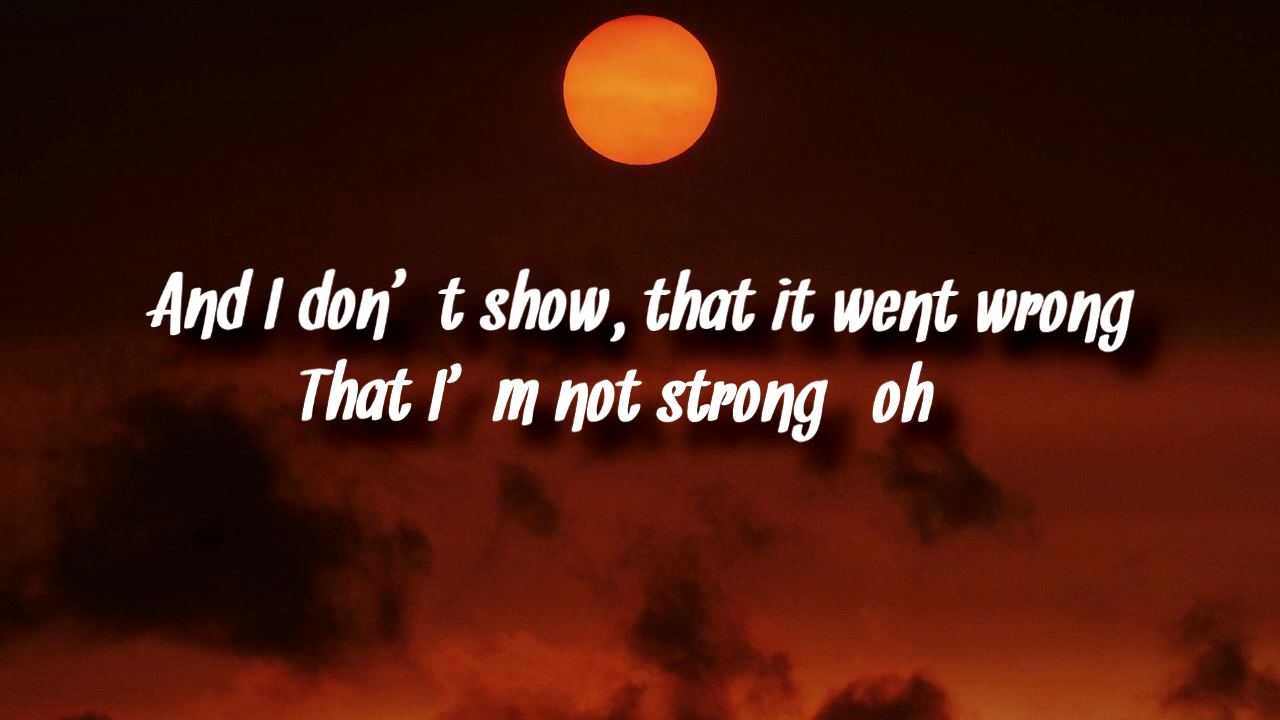 And I don’t show, that it went wrong
That I’m not strong oh